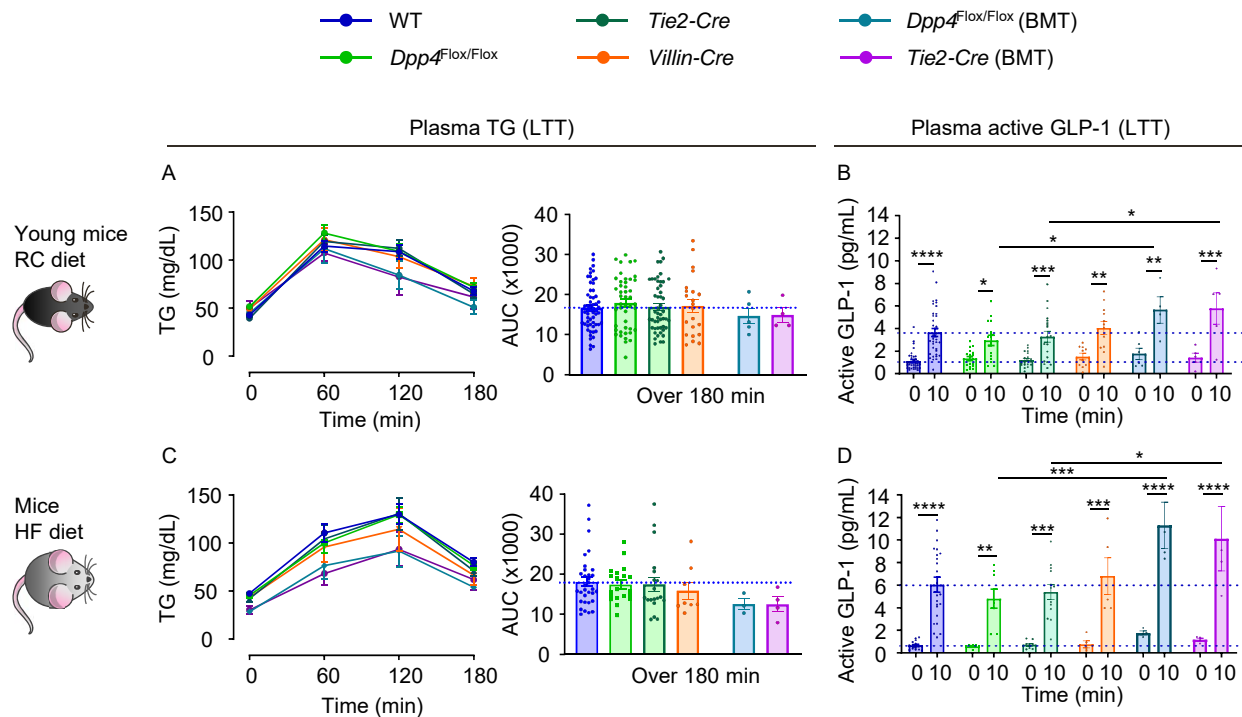 WT
Tie2-Cre
Dpp4Flox/Flox (BMT)
Dpp4Flox/Flox
Villin-Cre
Tie2-Cre (BMT)
Plasma TG (LTT)
Plasma active GLP-1 (LTT)
A
B
Young mice
RC diet
TG (mg/dL)
150
100
50
0
0 60 120 180
Time (min)
AUC (x1000)
40
30
20
10
0
Over 180 min
Active GLP-1 (pg/mL)
14
12
10
8
6
4
2
0
**** * *** ** ** ***
*
*
0 10 0 10 0 10 0 10 0 10 0 10
Time (min)
C
D
Mice
HF diet
TG (mg/dL)
150
100
50
0
0 60 120 180
Time (min)
AUC (x1000)
40
30
20
10
0
Over 180 min
Active GLP-1 (pg/mL)
14
12
10
8
6
4
2
0
**** ** *** *** **** ****
***
*
0 10 0 10 0 10 0 10 0 10 0 10
Time (min)